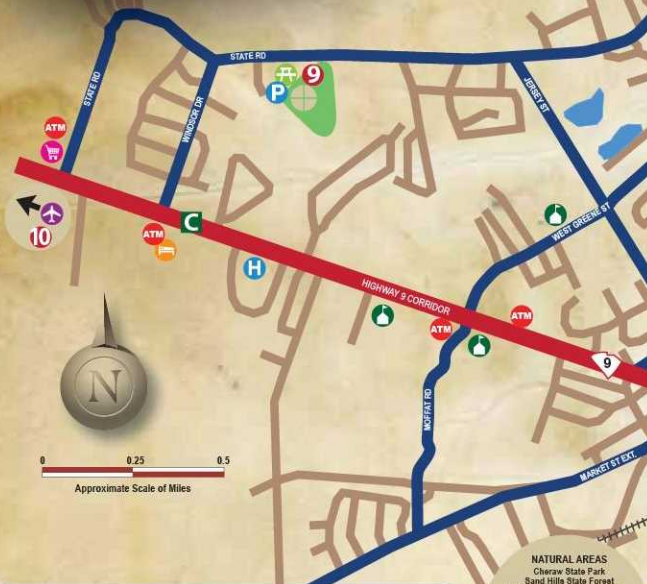 STATE RD
STATE RD
WINDSOR DR
JERSEY ST
WEST GREENE ST
ATM
P
9
10
ATM
C
H
HIGHWAY 9 CORRIDOR
ATM
ATM
9
MOFFAT RD
MARKET ST EXT.
N
0 0.25 0.5
Approximate Scale of Miles
NATURAL AREAS
Cheraw State Park
Sand Hills State Forest